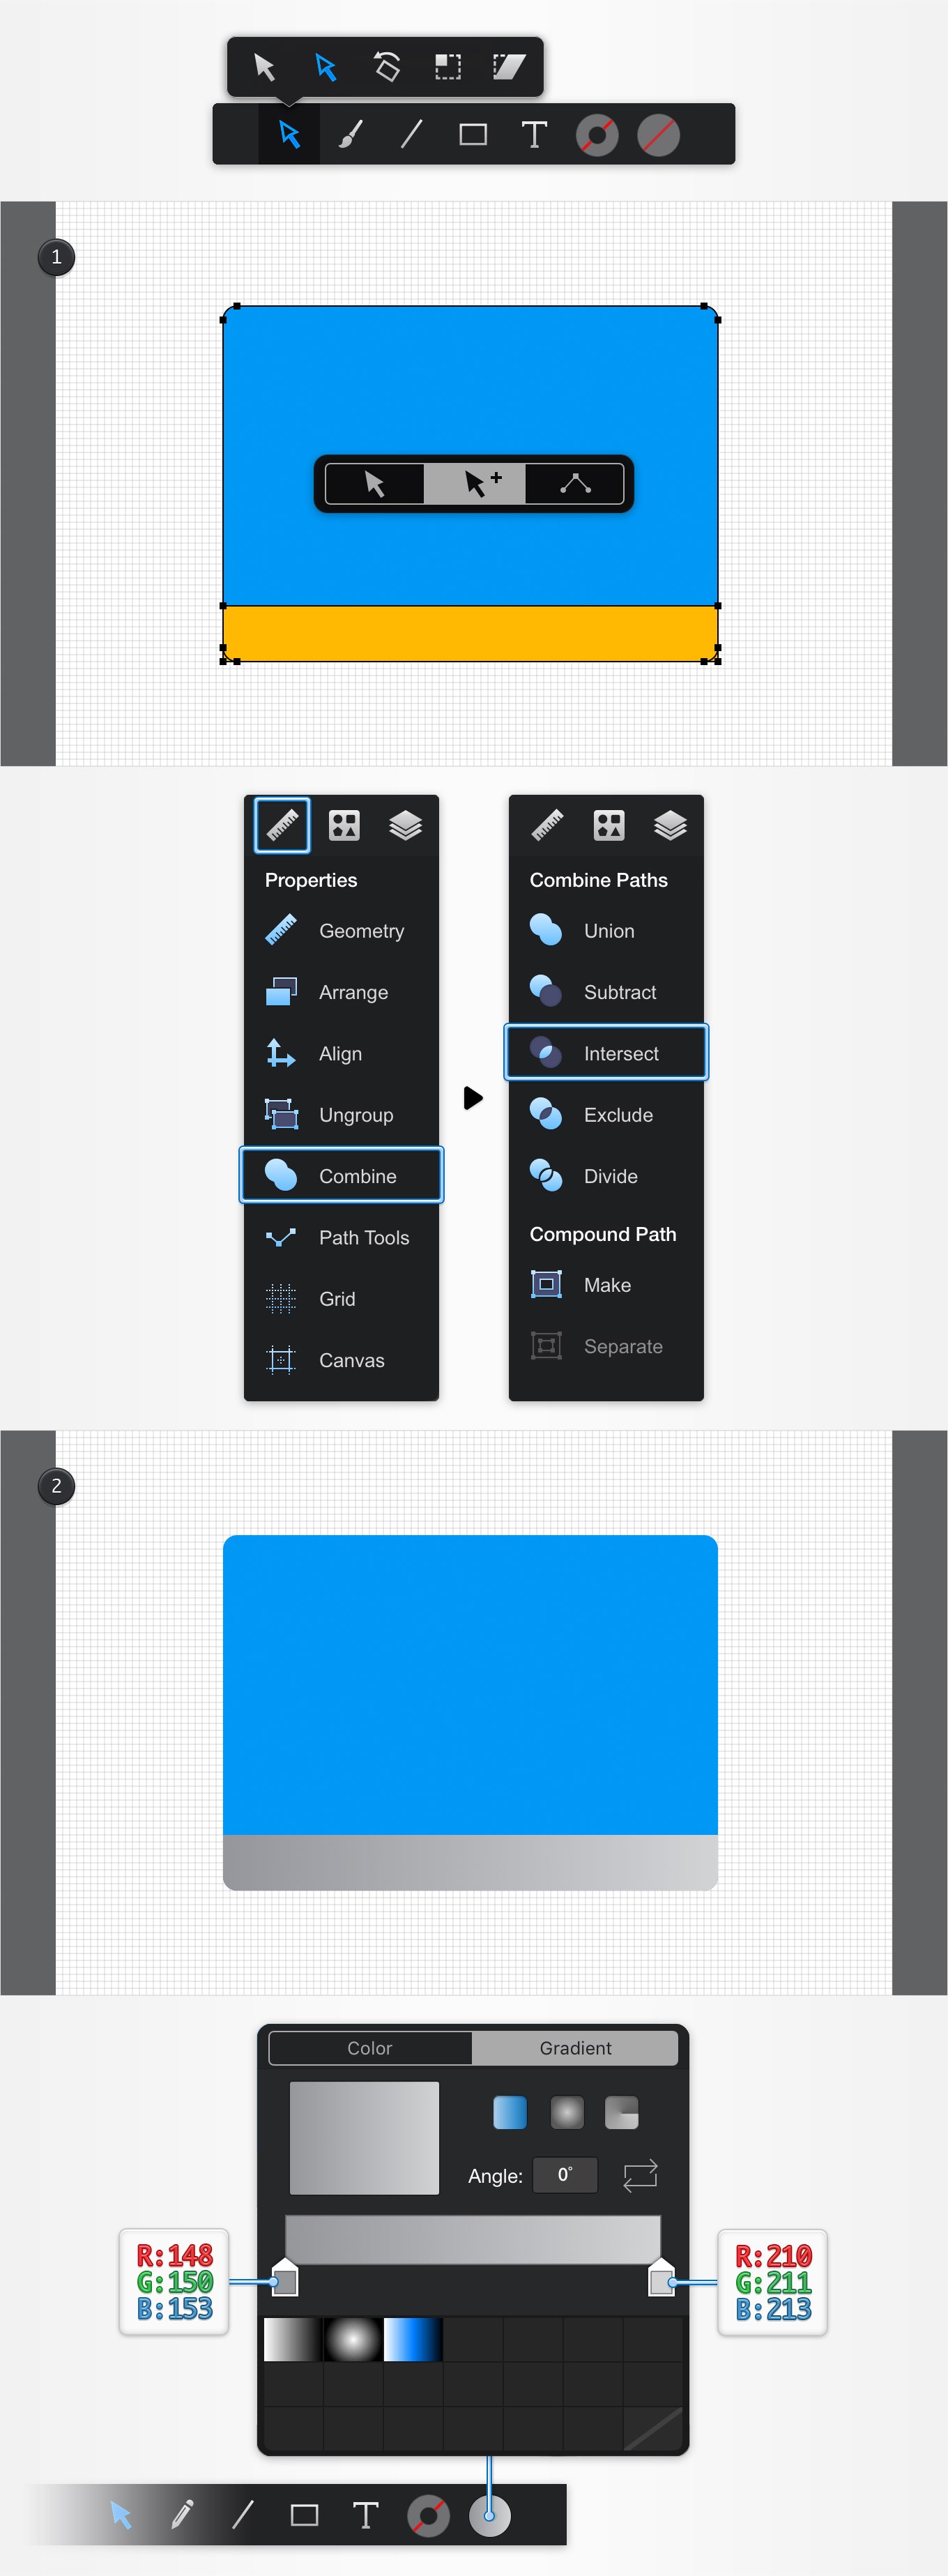 T
1
Properties
Geometry
Arrange
Align
Ungroup
Combine
Path Tools
Grid
Canvas
Combine Paths
Union
Subtract
Intersect
Exclude
Divide
Compound Path
Make
Separate
2
Color
Gradient
Angle:
0°
R:148
G:150
B:153
R:210
G:211
B:213
T